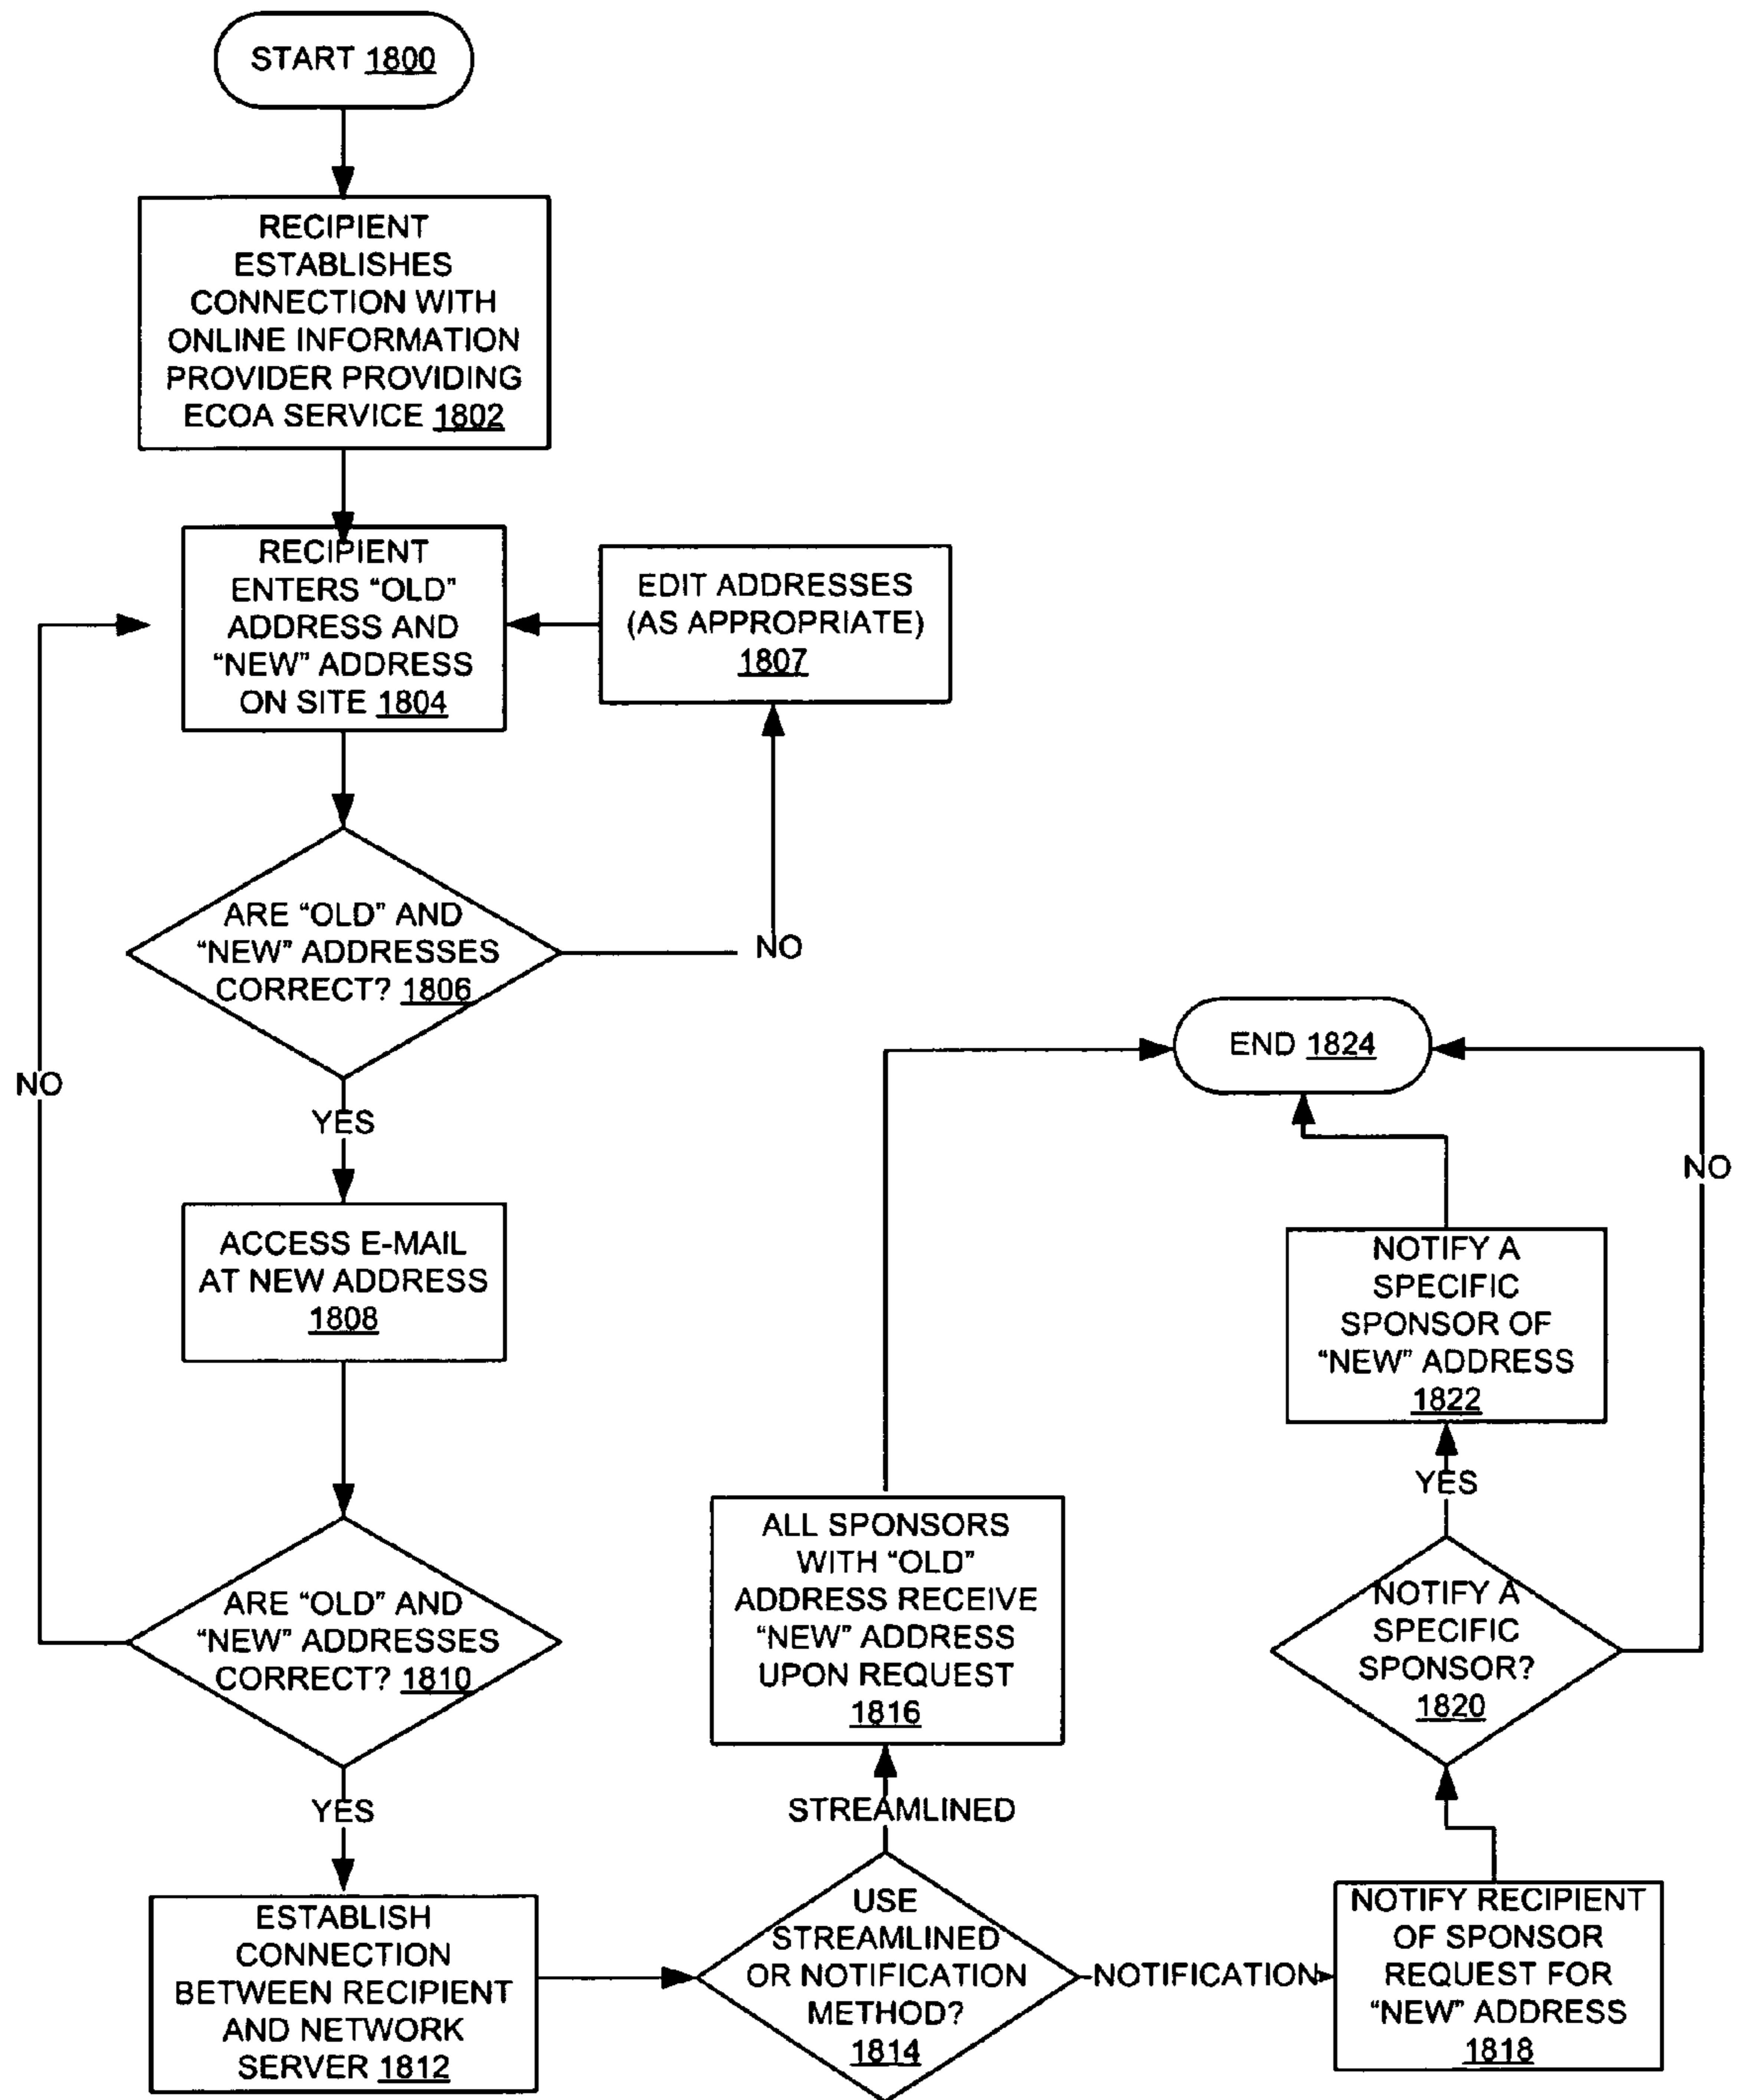 START 1800
RECIPIENT
ESTABLISHES
CONNECTION WITH
ONLINE INFORMATION
PROVIDER PROVIDING
ECOA SERVICE 1802
RECIPIENT
ENTERS “OLD”
ADDRESS AND
“NEW” ADDRESS
ON SITE 1804
EDIT ADDRESSES
(AS APPROPRIATE)
1807
ARE “OLD” AND
“NEW” ADDRESSES
CORRECT? 1806
NO
YES
NO
ACCESS E-MAIL
AT NEW ADDRESS
1808
ARE “OLD” AND
“NEW” ADDRESSES
CORRECT? 1810
YES
ESTABLISH
CONNECTION
BETWEEN RECIPIENT
AND NETWORK
SERVER 1812
USE
STREAMLINED
OR NOTIFICATION
METHOD?
1814
STREAMLINED
ALL SPONSORS
WITH “OLD”
ADDRESS RECEIVE
“NEW” ADDRESS
UPON REQUEST
1816
NOTIFICATION
NOTIFY RECIPIENT
OF SPONSOR
REQUEST FOR
“NEW” ADDRESS
1818
NOTIFY A
SPECIFIC
SPONSOR?
1820
YES
NO
NOTIFY A
SPECIFIC
SPONSOR OF
“NEW” ADDRESS
1822
END 1824